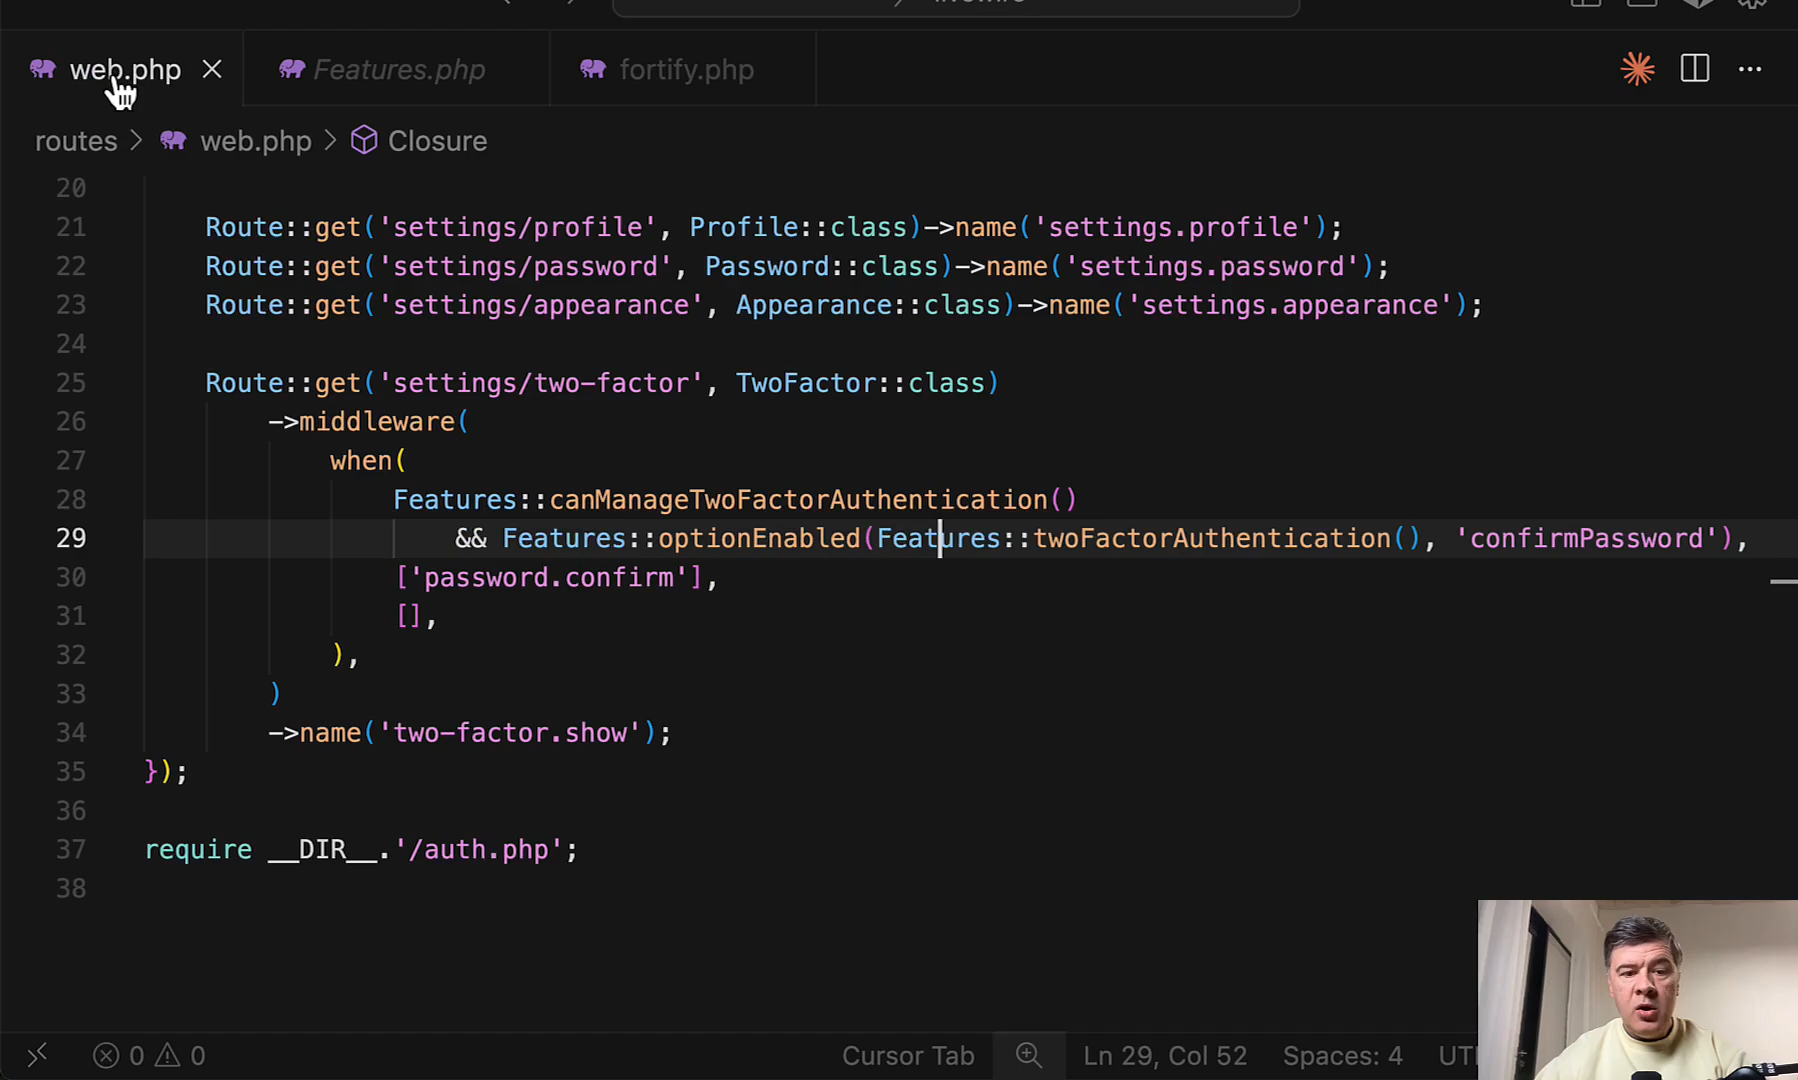 web.php
Features.php
fortify.php
routes > web.php > Closure
20
21 Route::get('settings/profile', Profile::class)->name('settings.profile');
22 Route::get('settings/password', Password::class)->name('settings.password');
23 Route::get('settings/appearance', Appearance::class)->name('settings.appearance');
24
25 Route::get('settings/two-factor', TwoFactor::class)
26 ->middleware(
27 when(
28 Features::canManageTwoFactorAuthentication()
29 && Features::optionEnabled(Features::twoFactorAuthentication(), 'confirmPassword'),
30 ['password.confirm'],
31 [],
32 ),
33 )
34 ->name('two-factor.show');
35 });
36
37 require __DIR__.'/auth.php';
38
0 0 Cursor Tab Ln 29, Col 52 Spaces: 4